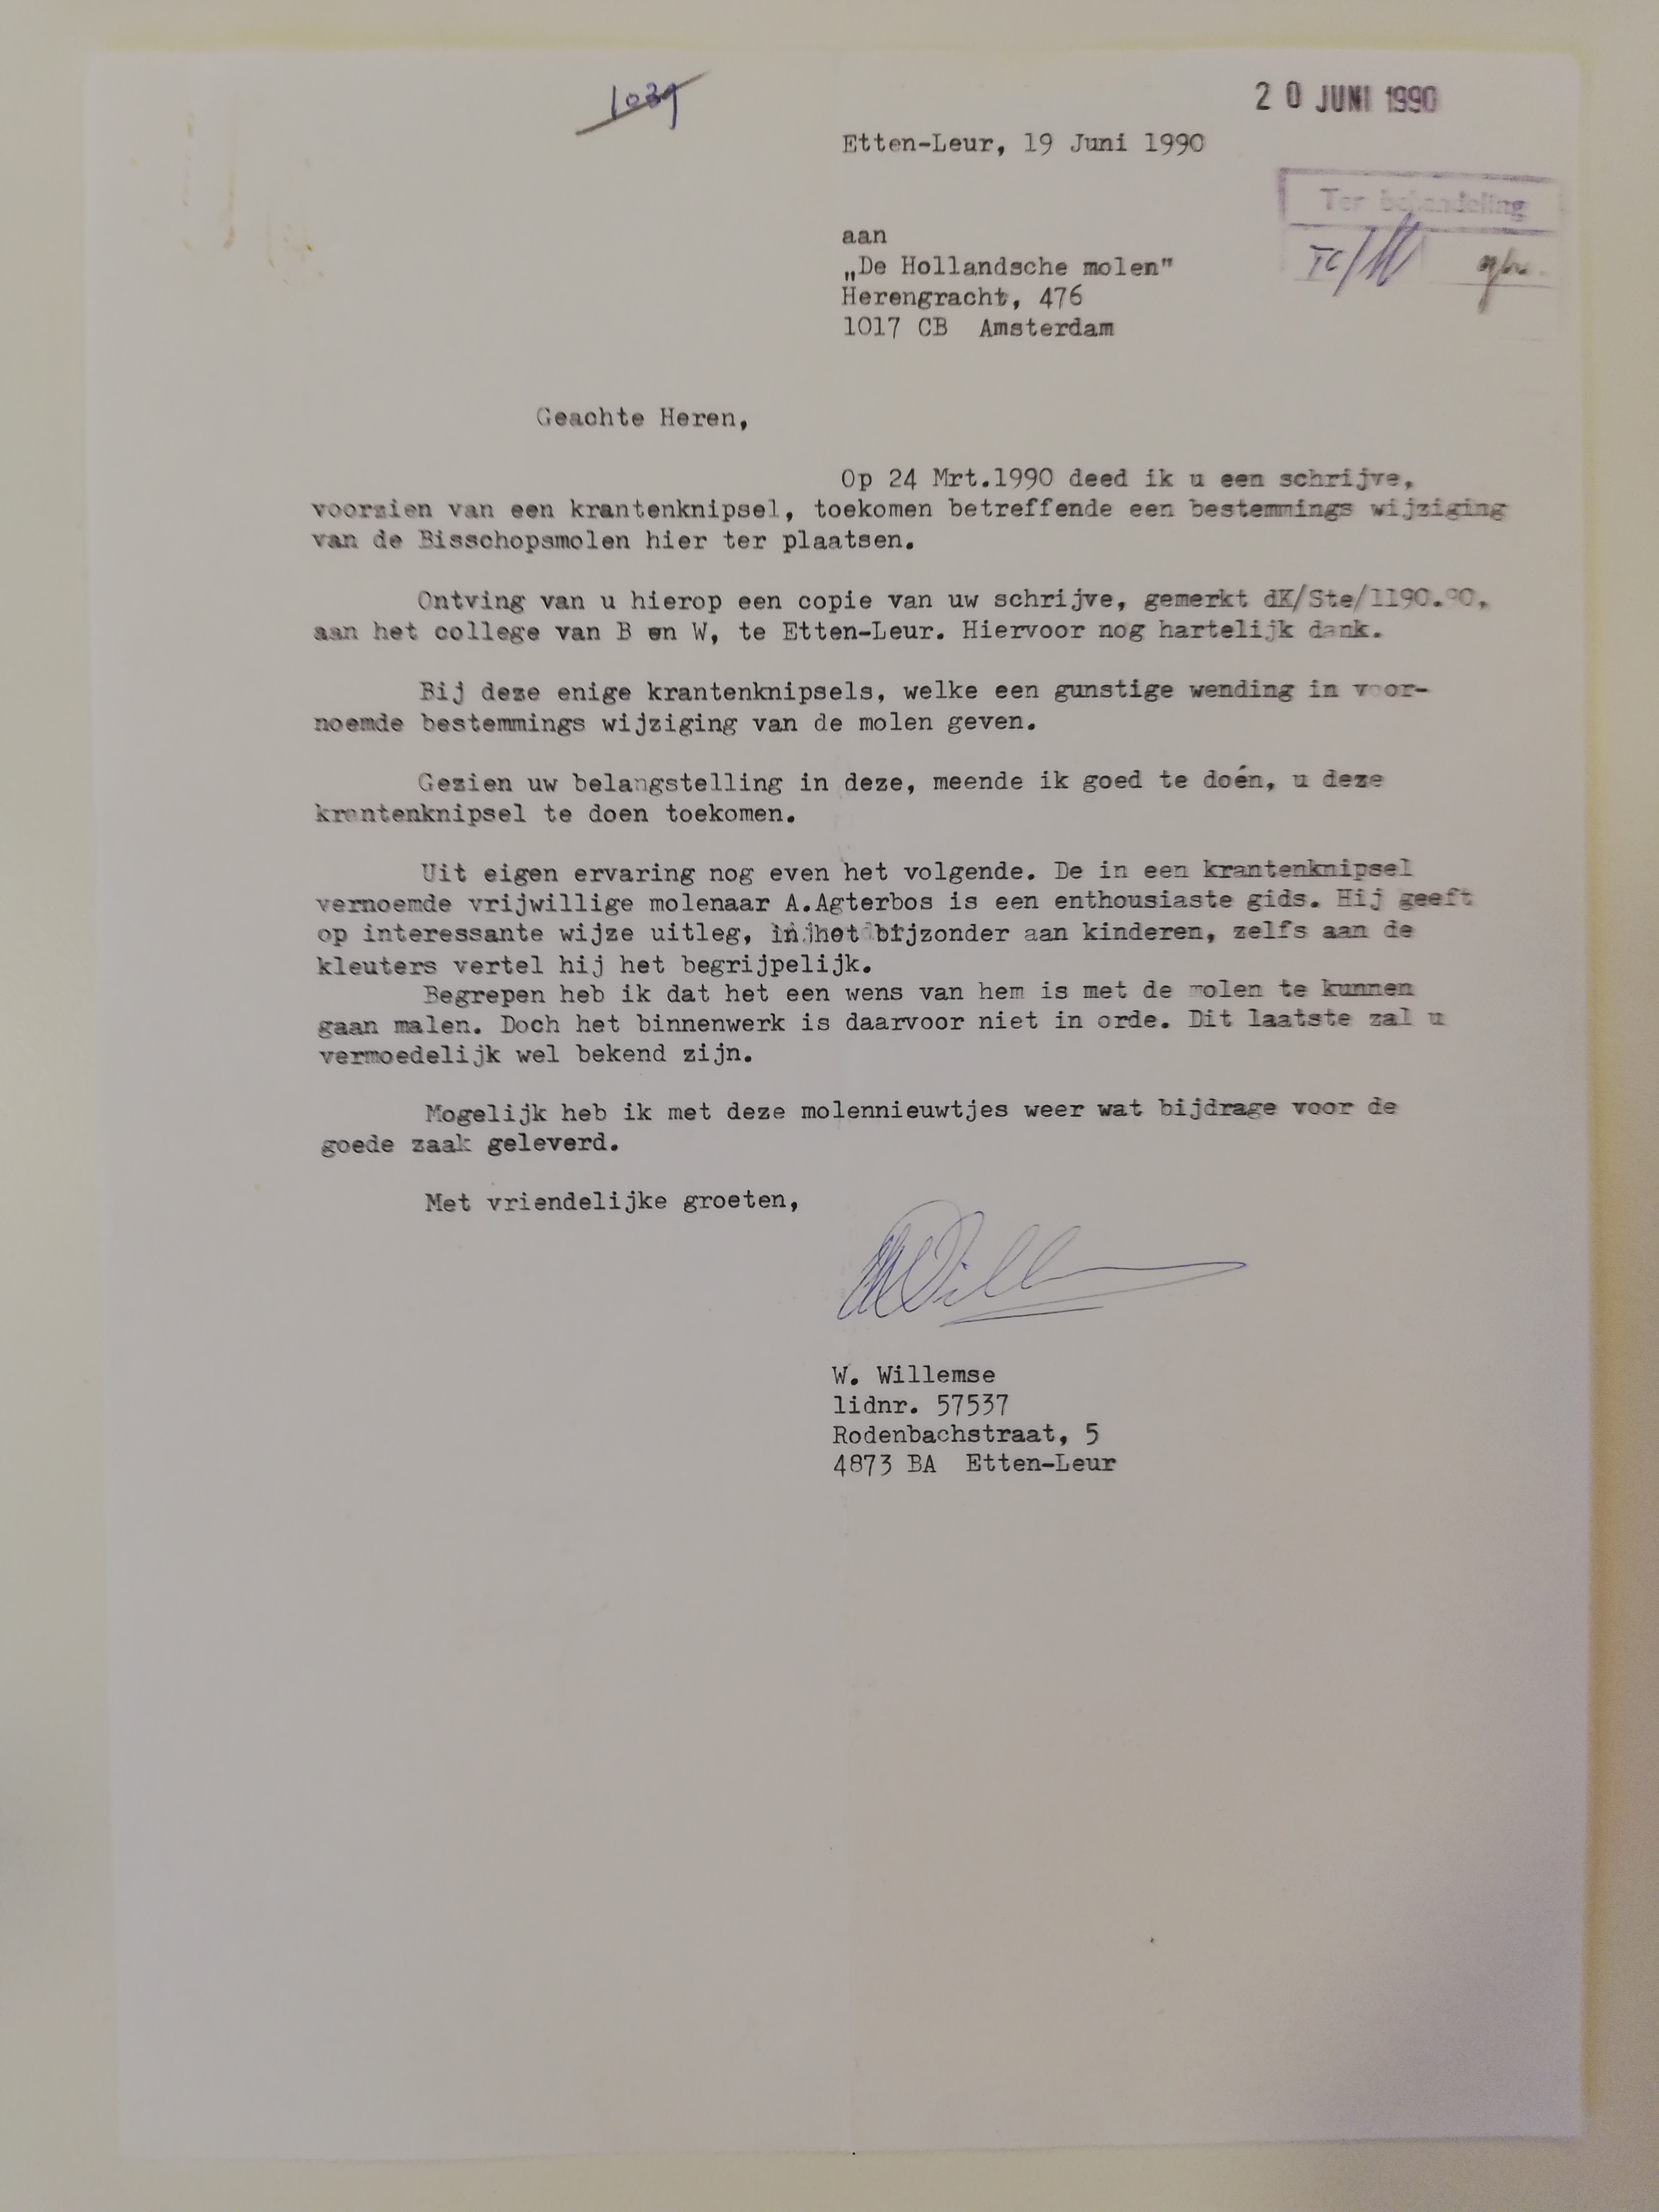 1039
20 JUNI 1990
Etten-Leur, 19 Juni 1990
Ter behandeling
aan
„De Hollandsche molen"
Herengracht, 476
1017 CB Amsterdam
Geachte Heren,
Op 24 Mrt.1990 deed ik u een schrijve,
voorzien van een krantenknipsel, toekomen betreffende een bestemmings wijziging
van de Bisschopsmolen hier ter plaatsen.
Ontving van u hierop een copie van uw schrijve, gemerkt dK/Ste/1190.90,
aan het college van B en W, te Etten-Leur. Hiervoor nog hartelijk dank.
Bij deze enige krantenknipsels, welke een gunstige wending in voor-
noemde bestemmings wijziging van de molen geven.
Gezien uw belangstelling in deze, meende ik goed te doén, u deze
krantenknipsel te doen toekomen.
Uit eigen ervaring nog even het volgende. De in een krantenknipsel
vernoemde vrijwillige molenaar A.Agterbos is een enthousiaste gids. Hij geeft
op interessante wijze uitleg, in het bijzonder aan kinderen, zelfs aan de
kleuters vertel hij het begrijpelijk.
Begrepen heb ik dat het een wens van hem is met de molen te kunnen
gaan malen. Doch het binnenwerk is daarvoor niet in orde. Dit laatste zal u
vermoedelijk wel bekend zijn.
Mogelijk heb ik met deze molennieuwtjes weer wat bijdrage voor de
goede zaak geleverd.
Met vriendelijke groeten,
W. Willemse
lidnr. 57537
Rodenbachstraat, 5
4873 BA Etten-Leur